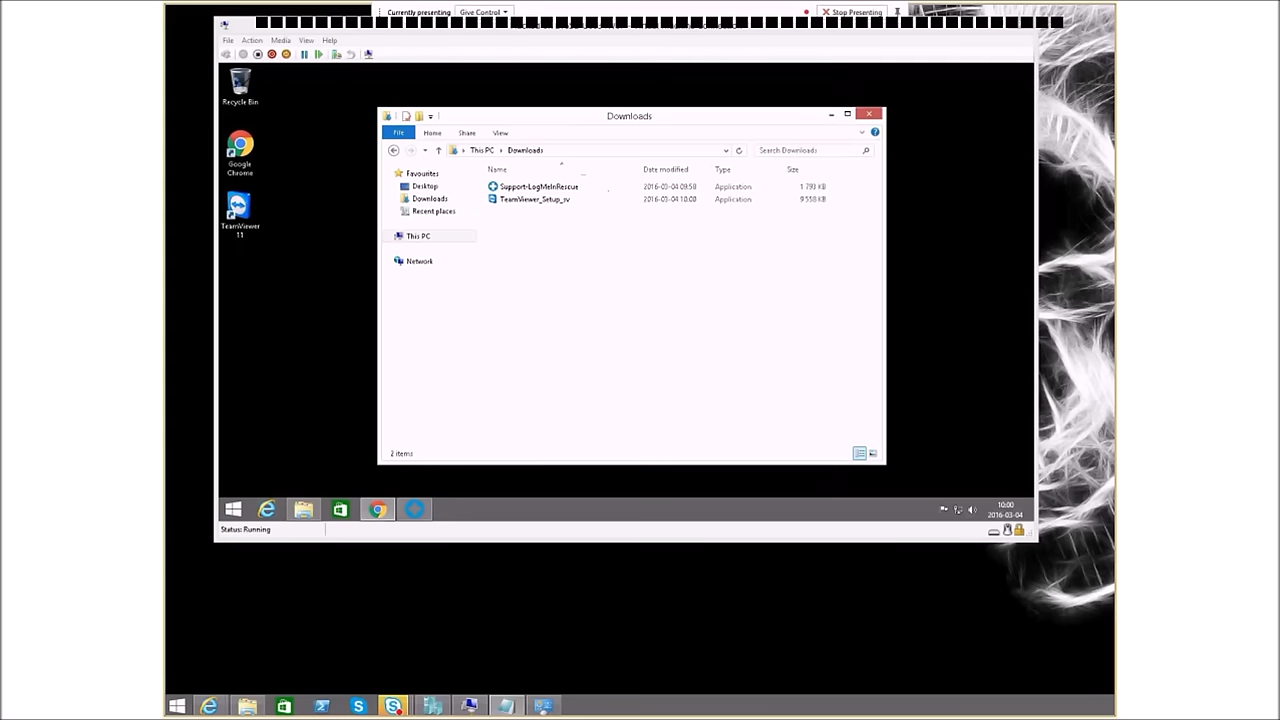 Currently presenting Give Control Stop Presenting
File Action Media View Help
Recycle Bin
Google
Chrome
TeamViewer
11
Downloads
File Home Share View
This PC Downloads Search Downloads
Name Date modified Type Size
Favourites
Desktop
Downloads
Recent places
This PC
Network
Support-LogMeInRescue 2016-03-04 09:58 Application 1 793 KB
TeamViewer_Setup_sv 2016-03-04 10:00 Application 9 558 KB
2 items
10:00
2016-03-04
Status: Running